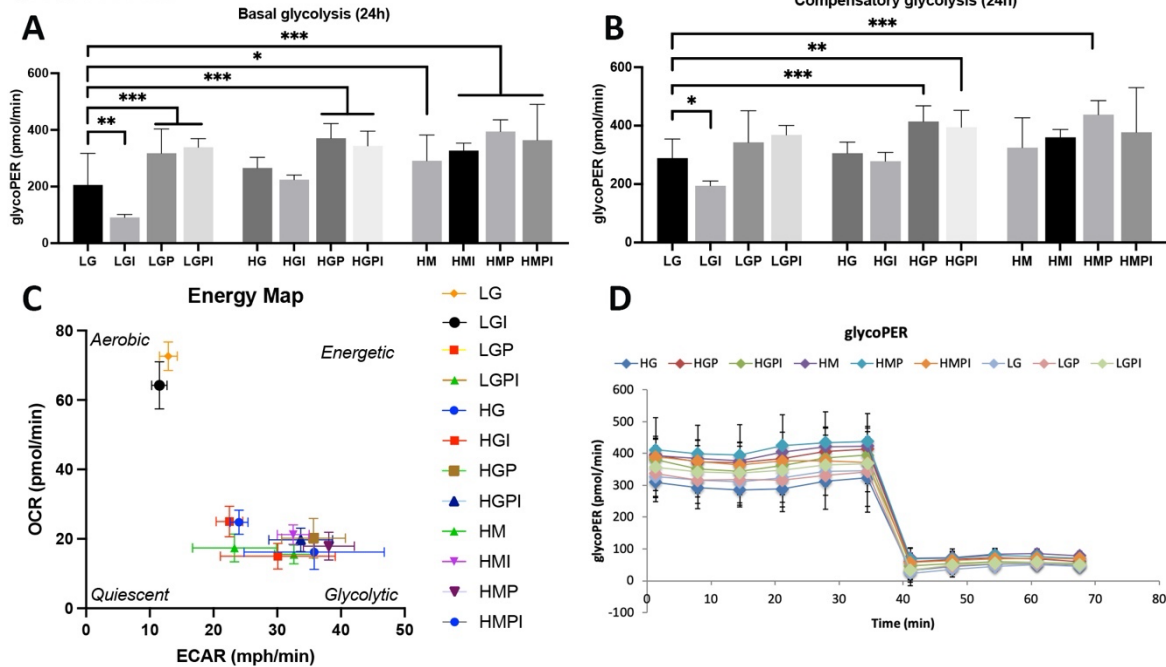 A
Basal glycolysis (24h)
***
*
***
***
**
600
400
200
0
glycoPER (pmol/min)
LG LGI LGP LGPI HG HGI HGP HGPI HM HMI HMP HMPI
B
Compensatory glycolysis (24h)
***
**
***
*
600
400
200
0
glycoPER (pmol/min)
LG LGI LGP LGPI HG HGI HGP HGPI HM HMI HMP HMPI
C
Energy Map
Aerobic
Energetic
Quiescent
Glycolytic
80
60
40
20
0
OCR (pmol/min)
0 10 20 30 40 50
ECAR (mph/min)
LG
LGI
LGP
LGPI
HG
HGI
HGP
HGPI
HM
HMI
HMP
HMPI
D
glycoPER
HG HGP HGPI HM HMP HMPI LG LGP LGPI
600
500
400
300
200
100
0
-100
glycoPER (pmol/min)
0 10 20 30 40 50 60 70 80
Time (min)